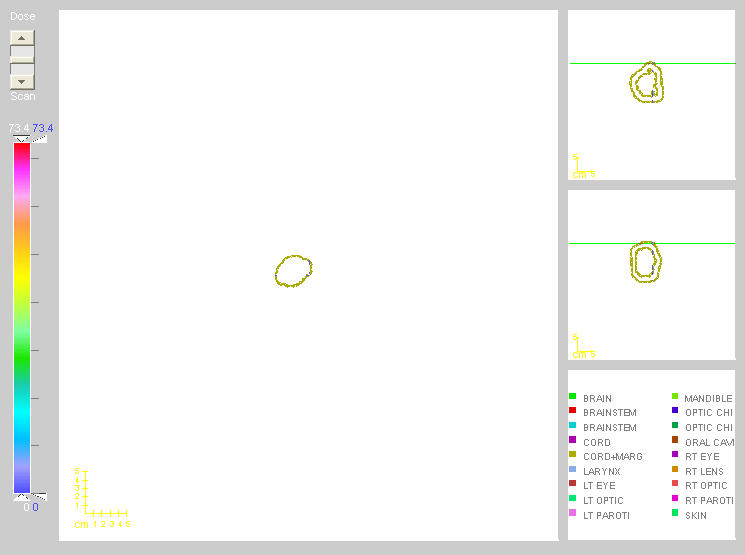 Dose
Scan
73.4 73.4
0 0
5
4
3
2
1
cm 1 2 3 4 5
5
cm 5
5
cm 5
BRAIN
BRAINSTEM
BRAINSTEM
CORD
CORD+MARG
LARYNX
LT EYE
LT OPTIC
LT PAROTI
MANDIBLE
OPTIC CHI
OPTIC CHI
ORAL CAVI
RT EYE
RT LENS
RT OPTIC
RT PAROTI
SKIN